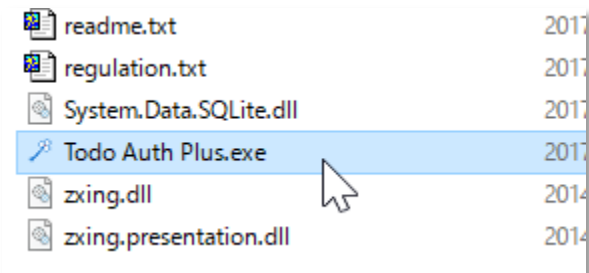 readme.txt 2017
regulation.txt 2017
System.Data.SQLite.dll 2017
Todo Auth Plus.exe 2017
zxing.dll 2014
zxing.presentation.dll 2014